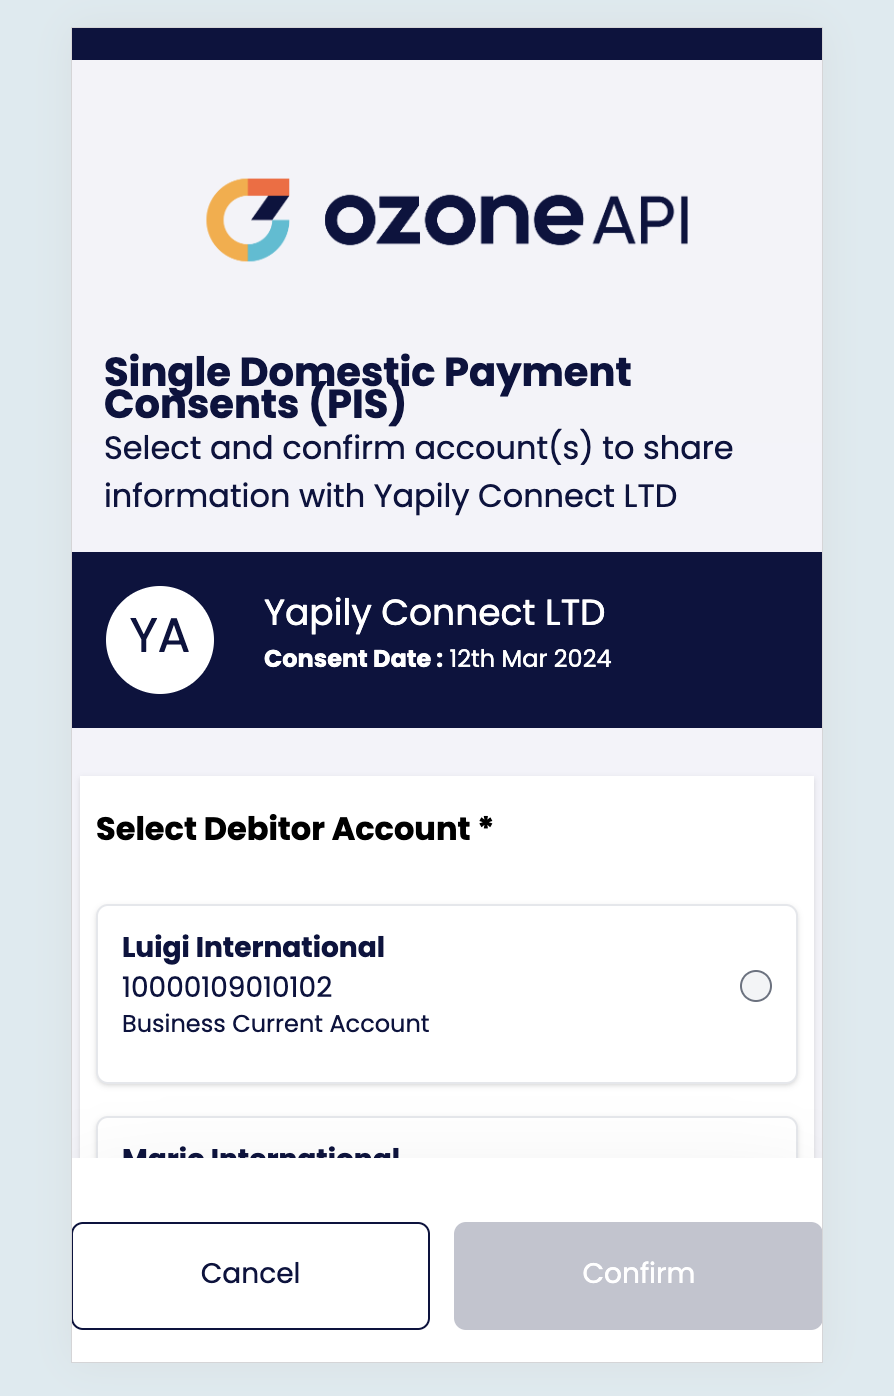 ozone API
Single Domestic Payment
Consents (PIS)
Select and confirm account(s) to share
information with Yapily Connect LTD
YA
Yapily Connect LTD
Consent Date : 12th Mar 2024
Select Debitor Account *
Luigi International
10000109010102
Business Current Account
Mario International
Cancel
Confirm